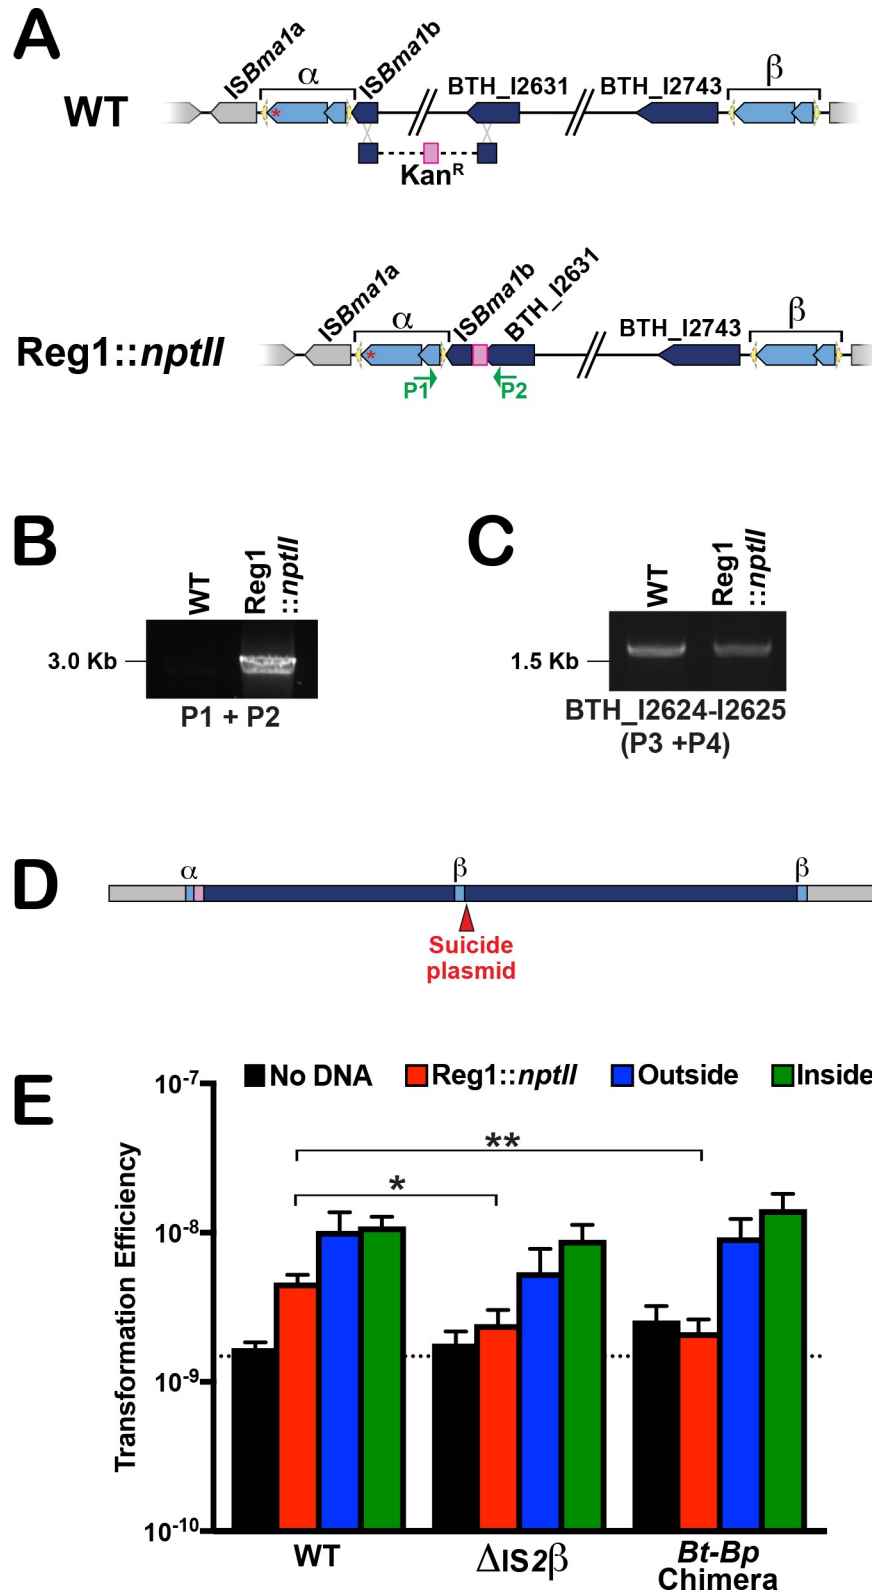 A
ISBma1a
α
ISBma1b
BTH_I2631
BTH_I2743
β
WT
*
Kan^R
ISBma1a
α
ISBma1b
BTH_I2631
BTH_I2743
β
Reg1::nptII
*
P1
P2
B
WT
Reg1
::nptII
3.0 Kb
P1 + P2
C
WT
Reg1
::nptII
1.5 Kb
BTH_I2624-I2625
(P3 +P4)
D
α
β
β
Suicide
plasmid
E
No DNA
Reg1::nptII
Outside
Inside
Transformation Efficiency
10^-7
10^-8
10^-9
10^-10
**
*
WT
ΔIS2β
Bt-Bp
Chimera